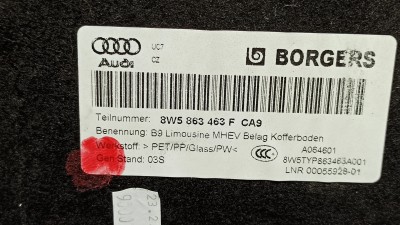 Audi
UC7
CZ
BORGERS
Teilnummer: 8W5 863 463 F CA9
Benennung: B9 Limousine MHEV Belag Kofferboden
Werkstoff: > PET/PP/Glass/PW<
A064601
Gen Stand: 03S
CCC
8W5TYP863463A001
LNR 00055928-01